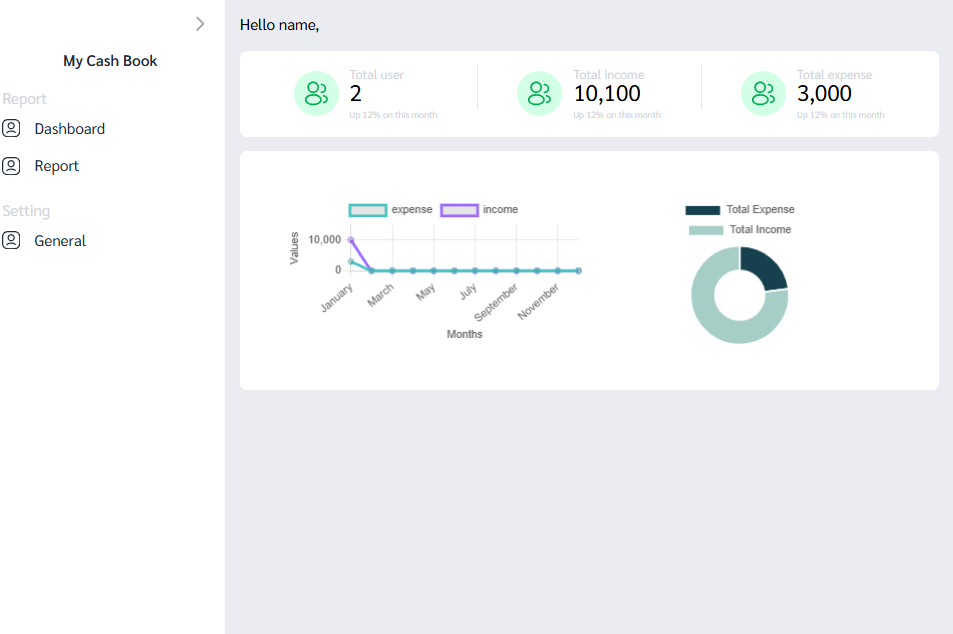 My Cash Book
Report
Dashboard
Report
Setting
General
Hello name,
Total user
2
Up 12% on this month
Total income
10,100
Up 12% on this month
Total expense
3,000
Up 12% on this month
expense income
Values
10,000
0
January March May July September November
Months
Total Expense
Total Income